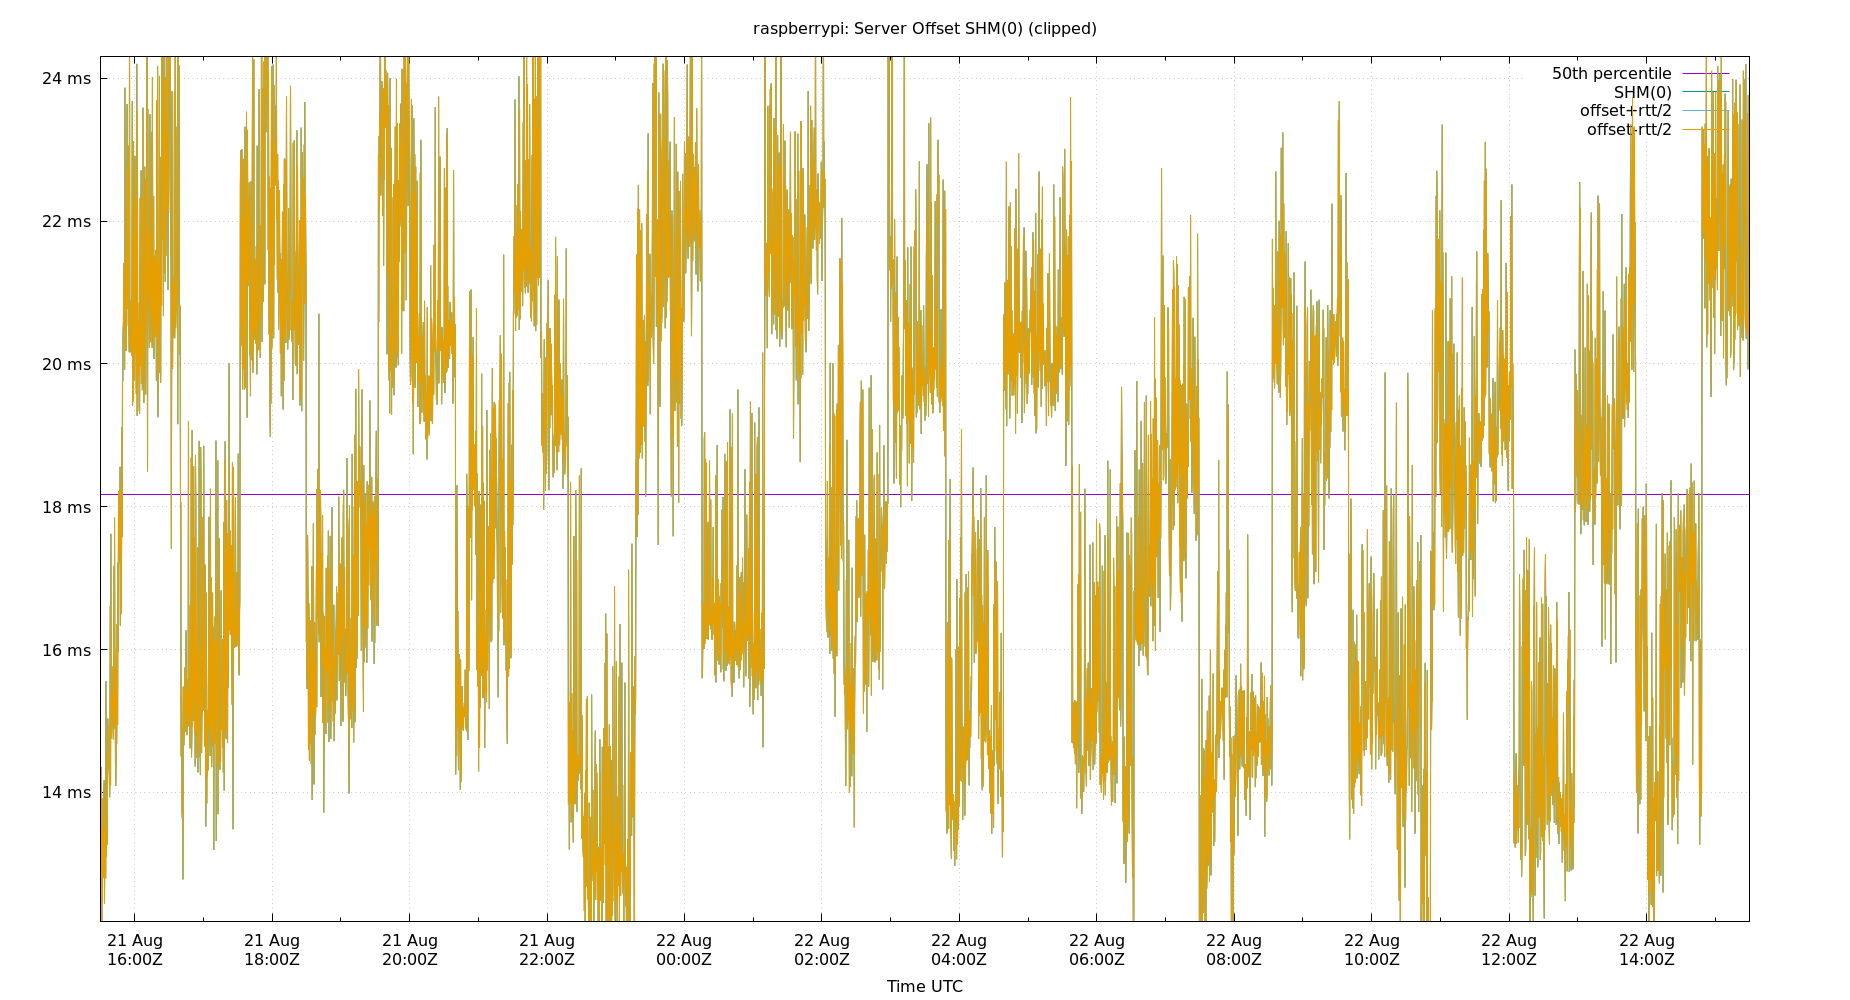 raspberrypi: Server Offset SHM(0) (clipped)
24 ms
22 ms
20 ms
18 ms
16 ms
14 ms
50th percentile
SHM(0)
offset+rtt/2
offset-rtt/2
21 Aug 21 Aug 21 Aug 21 Aug 22 Aug 22 Aug 22 Aug 22 Aug 22 Aug 22 Aug 22 Aug 22 Aug
16:00Z 18:00Z 20:00Z 22:00Z 00:00Z 02:00Z 04:00Z 06:00Z 08:00Z 10:00Z 12:00Z 14:00Z
Time UTC